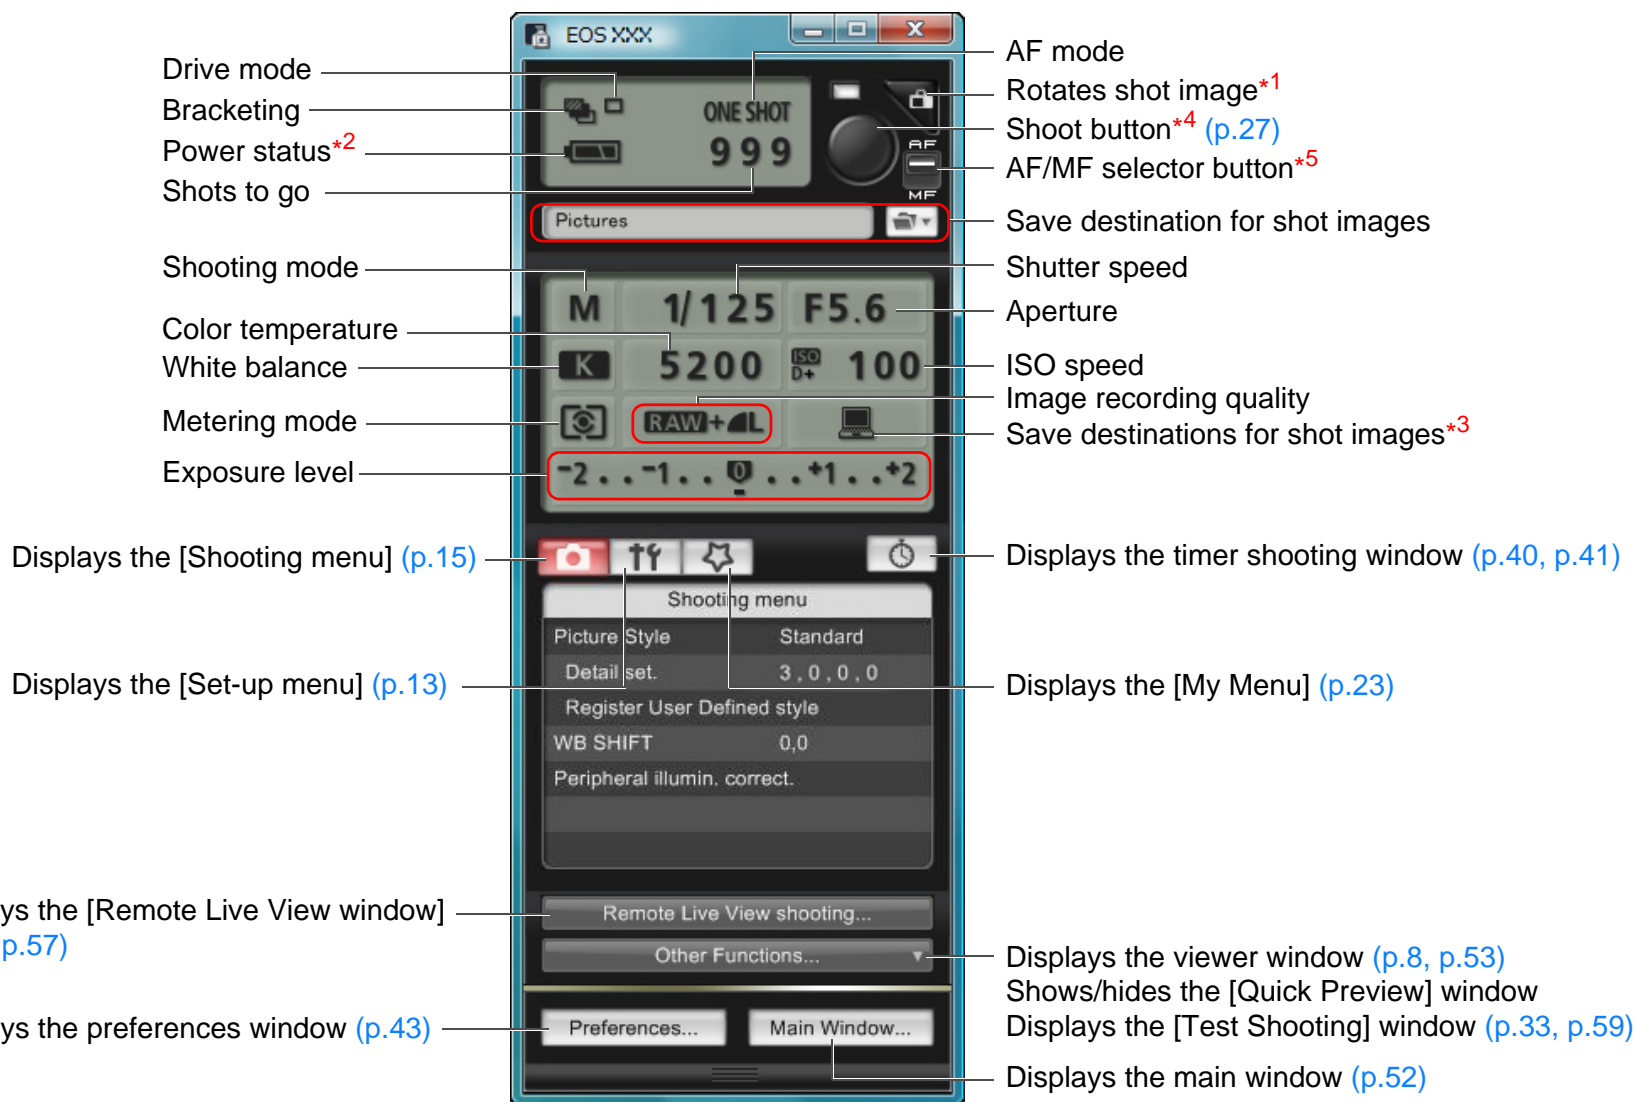 EOS XXX
Drive mode
Bracketing
Power status*2
Shots to go
AF mode
Rotates shot image*1
Shoot button*4 (p.27)
AF/MF selector button*5
ONE SHOT
999
AF
MF
Pictures
Save destination for shot images
Shooting mode
Color temperature
White balance
Metering mode
Exposure level
M 1/125 F5.6
K 5200 ISO D+ 100
RAW+L
-2..-1..0..+1..+2
Shutter speed
Aperture
ISO speed
Image recording quality
Save destinations for shot images*3
Displays the [Shooting menu] (p.15)
Displays the timer shooting window (p.40, p.41)
Shooting menu
Picture Style Standard
Detail set. 3,0,0,0
Register User Defined style
WB SHIFT 0,0
Peripheral illumin. correct.
Displays the [Set-up menu] (p.13)
Displays the [My Menu] (p.23)
ys the [Remote Live View window]
p.57)
Remote Live View shooting...
Other Functions...
Displays the viewer window (p.8, p.53)
Shows/hides the [Quick Preview] window
Displays the [Test Shooting] window (p.33, p.59)
ys the preferences window (p.43)
Preferences... Main Window...
Displays the main window (p.52)